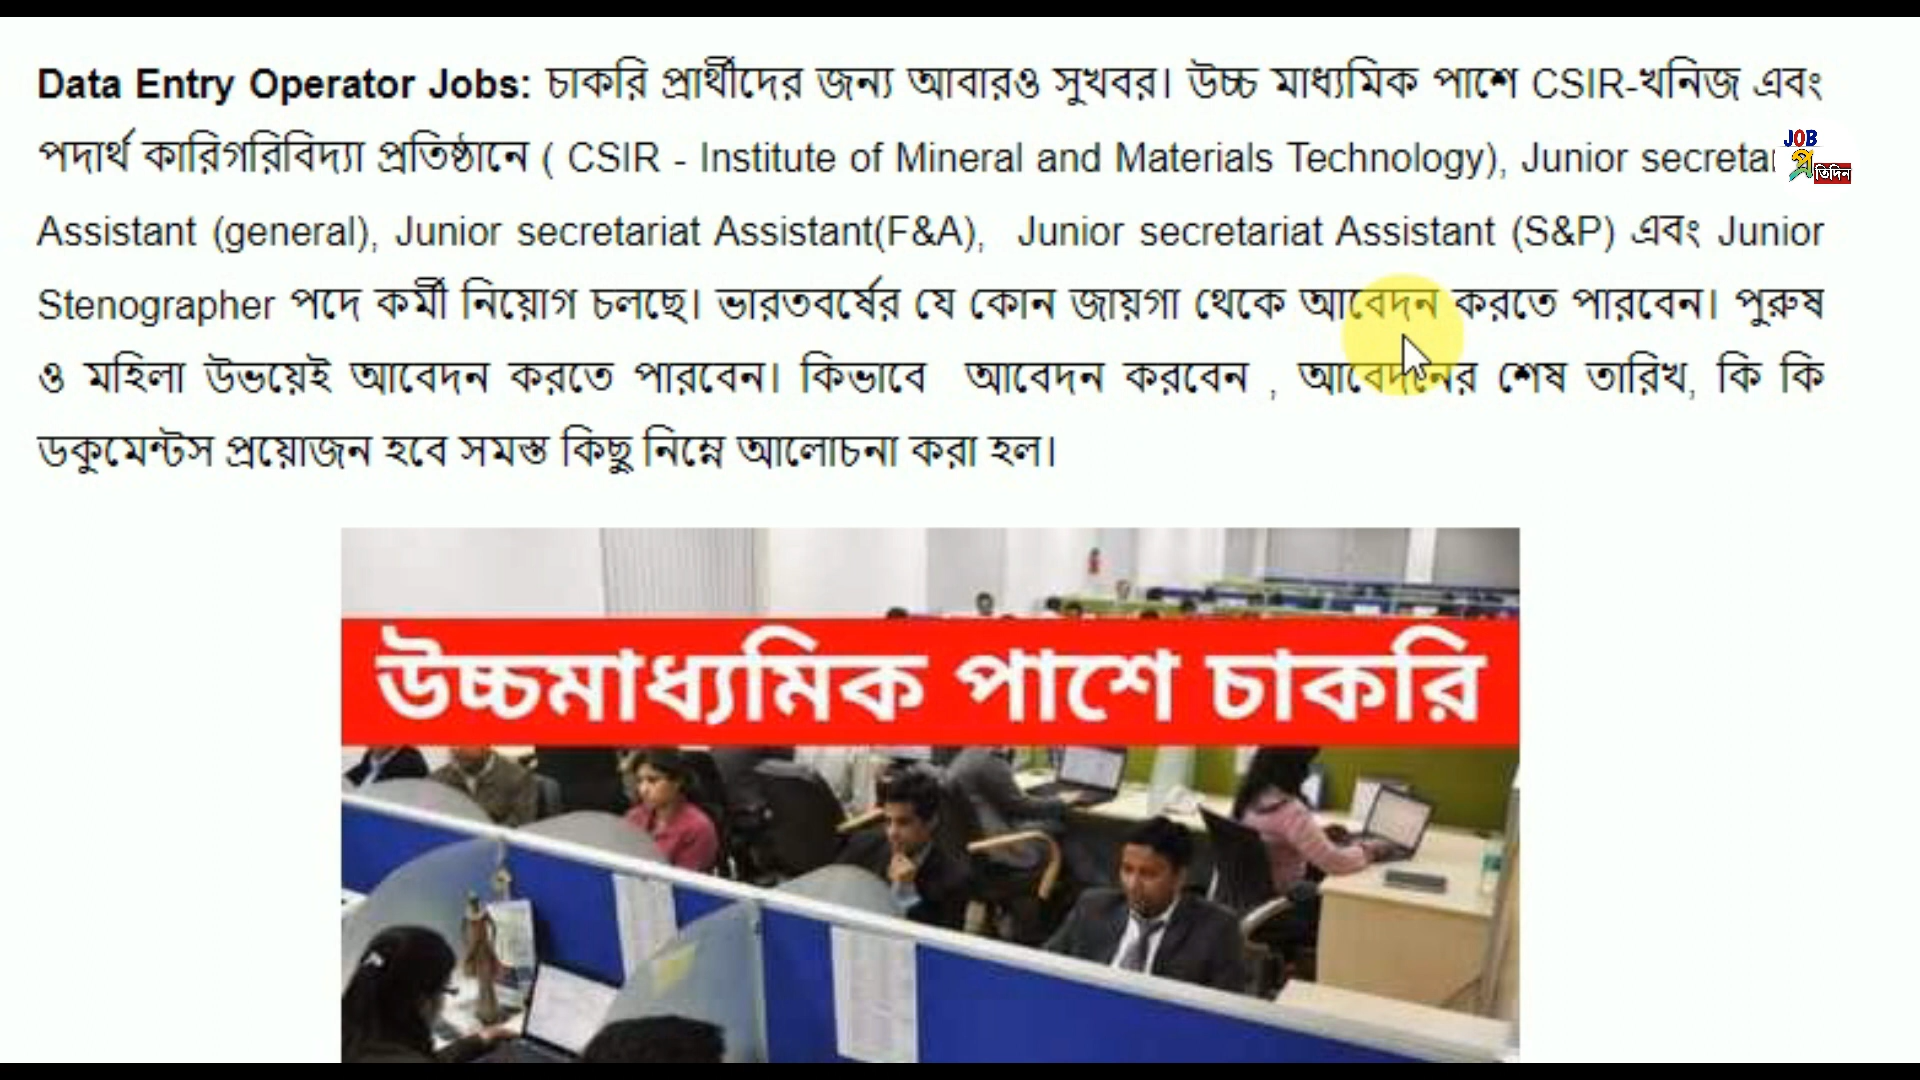 Data Entry Operator Jobs: চাকরি প্রার্থীদের জন্য আবারও সুখবর। উচ্চ মাধ্যমিক পাশে CSIR-খনিজ এবং
পদার্থ কারিগরিবিদ্যা প্রতিষ্ঠানে ( CSIR - Institute of Mineral and Materials Technology), Junior
JOB
প্রতিদিন
Assistant (general), Junior secretariat Assistant(F&A), Junior secretariat Assistant (S&P) এবং Junior
Stenographer পদে কর্মী নিয়োগ চলছে। ভারতবর্ষের যে কোন জায়গা থেকে আবেদন করতে পারবেন। পুরুষ
ও মহিলা উভয়েই আবেদন করতে পারবেন। কিভাবে আবেদন করবেন , আবেদনের শেষ তারিখ, কি কি
ডকুমেন্টস প্রয়োজন হবে সমস্ত কিছু নিম্নে আলোচনা করা হল।
উচ্চমাধ্যমিক পাশে চাকরি